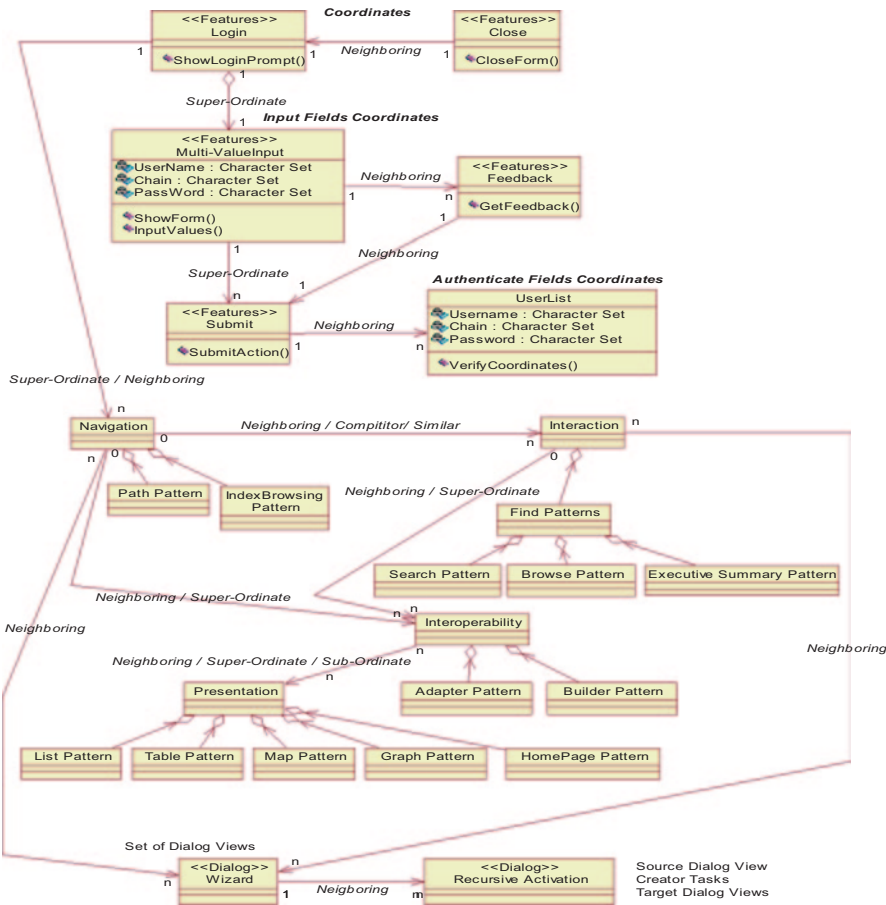 Coordinates
<<Features>>
Login
ShowLoginPrompt()
<<Features>>
Close
CloseForm()
1
1
Neighboring
1
1
Super-Ordinate
1
Input Fields Coordinates
<<Features>>
Multi-ValueInput
UserName : Character Set
Chain : Character Set
PassWord : Character Set
ShowForm()
InputValues()
Neighboring
1
n
<<Features>>
Feedback
GetFeedback()
1
1
Neighboring
Super-Ordinate
n
1
<<Features>>
Submit
SubmitAction()
Neighboring
1
n
Authenticate Fields Coordinates
UserList
Username : Character Set
Chain : Character Set
Password : Character Set
VerifyCoordinates()
Super-Ordinate / Neighboring
n
Navigation
0
Neighboring / Compititor/ Similar
n
Interaction
n
n
0
0
Path Pattern
IndexBrowsing
Pattern
Neighboring / Super-Ordinate
Find Patterns
Search Pattern
Browse Pattern
Executive Summary Pattern
Neighboring / Super-Ordinate
n
n
Interoperability
Neighboring
Neighboring
Neighboring / Super-Ordinate / Sub-Ordinate
n
n
Presentation
Adapter Pattern
Builder Pattern
List Pattern
Table Pattern
Map Pattern
Graph Pattern
HomePage Pattern
Set of Dialog Views
n
n
<<Dialog>>
Wizard
1
Neigboring
<<Dialog>>
Recursive Activation
Source Dialog View
Creator Tasks
Target Dialog Views